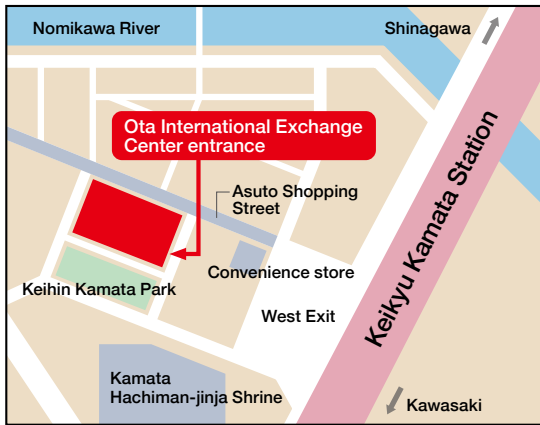 Nomikawa River
Shinagawa
Ota International Exchange
Center entrance
Asuto Shopping
Street
Keikyu Kamata Station
Convenience store
Keihin Kamata Park
West Exit
Kamata
Hachiman-jinja Shrine
Kawasaki